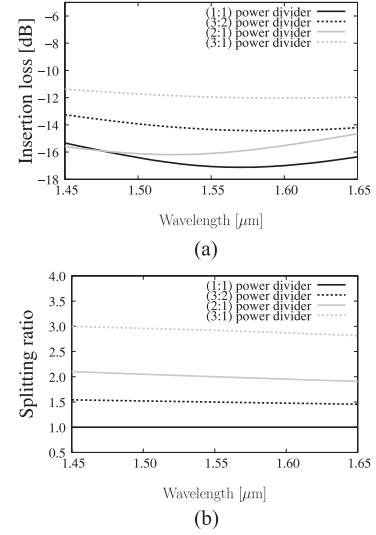 (1:1) power divider
(3:2) power divider
(2:1) power divider
(3:1) power divider
Insertion loss [dB]
−6
−8
−10
−12
−14
−16
−18
1.45 1.50 1.55 1.60 1.65
Wavelength [μm]
(a)
(1:1) power divider
(3:2) power divider
(2:1) power divider
(3:1) power divider
Splitting ratio
4.0
3.5
3.0
2.5
2.0
1.5
1.0
0.5
1.45 1.50 1.55 1.60 1.65
Wavelength [μm]
(b)